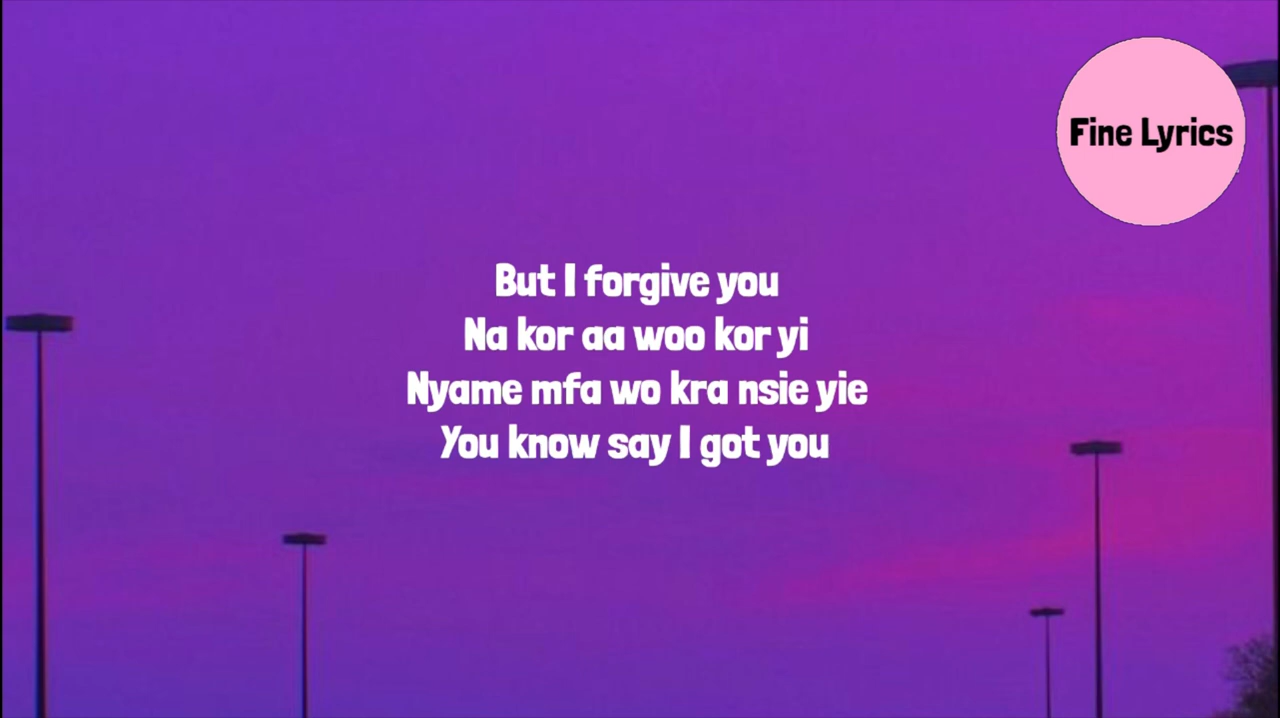 Fine Lyrics
But I forgive you
Na kor aa woo kor yi
Nyame mfa wo kra nsie yie
You know say I got you